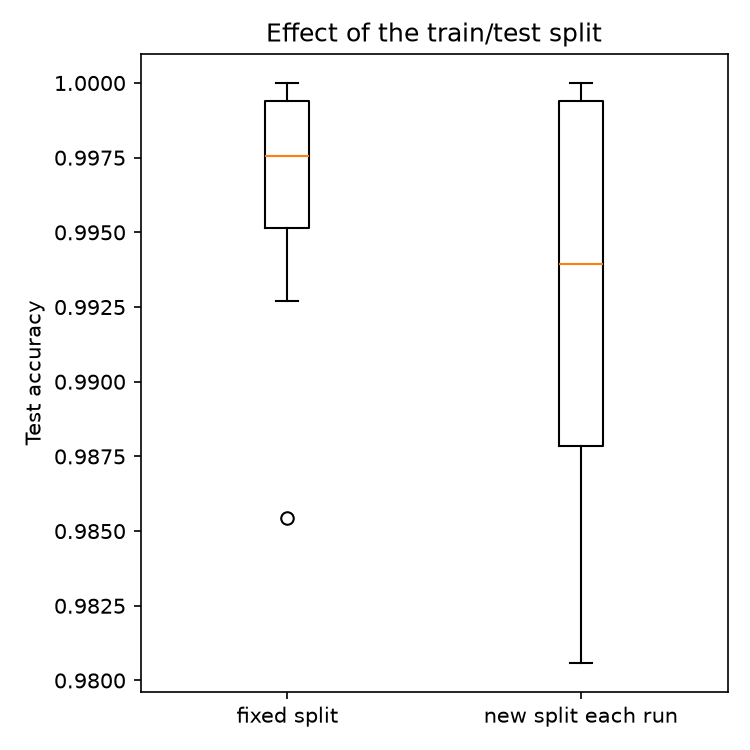 Effect of the train/test split
1.0000
0.9975
0.9950
0.9925
0.9900
0.9875
0.9850
0.9825
0.9800
Test accuracy
fixed split
new split each run